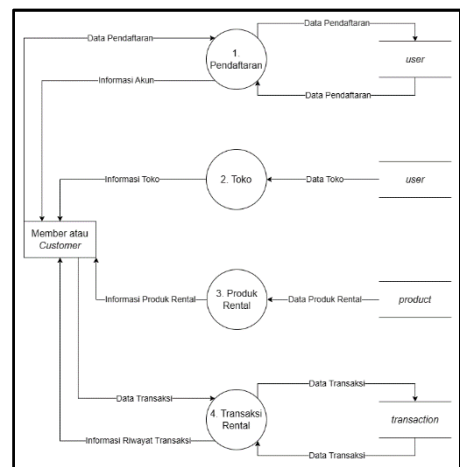 Data Pendaftaran
Data Pendaftaran
1.
Pendaftaran
user
Informasi Akun
Data Pendaftaran
Informasi Toko
2. Toko
Data Toko
user
Member atau
Customer
Informasi Produk Rental
3. Produk
Rental
Data Produk Rental
product
Data Transaksi
Data Transaksi
4. Transaksi
Rental
transaction
Informasi Riwayat Transaksi
Data Transaksi